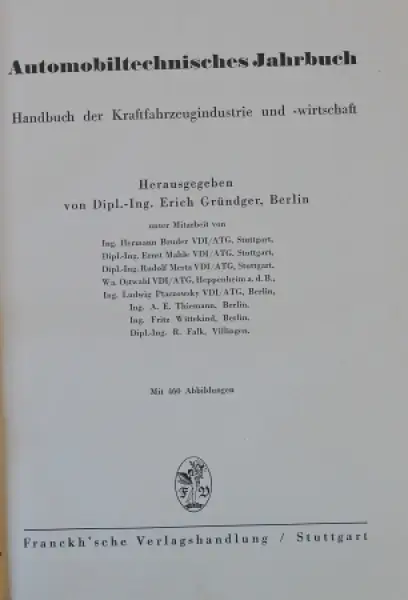 Automobiltechnisches Jahrbuch
Handbuch der Kraftfahrzeugindustrie und -wirtschaft
Herausgegeben
von Dipl.-Ing. Erich Gründger, Berlin
unter Mitarbeit von
Ing. Hermann Bruder VDI/ATG, Stuttgart,
Dipl.-Ing. Ernst Mahle VDI/ATG, Stuttgart,
Dipl.-Ing. Rudolf Mertz VDI/ATG, Stuttgart,
Wa. Ostwald VDI/ATG, Heppenheim a. d. B.,
Ing. Ludwig Ptaczowsky VDI/ATG, Berlin,
Ing. A. E. Thiemann, Berlin.
Ing. Fritz Wittekind, Berlin.
Dipl.-Ing. R. Falk, Villingen.
Mit 460 Abbildungen
F V
Franckh'sche Verlagshandlung / Stuttgart